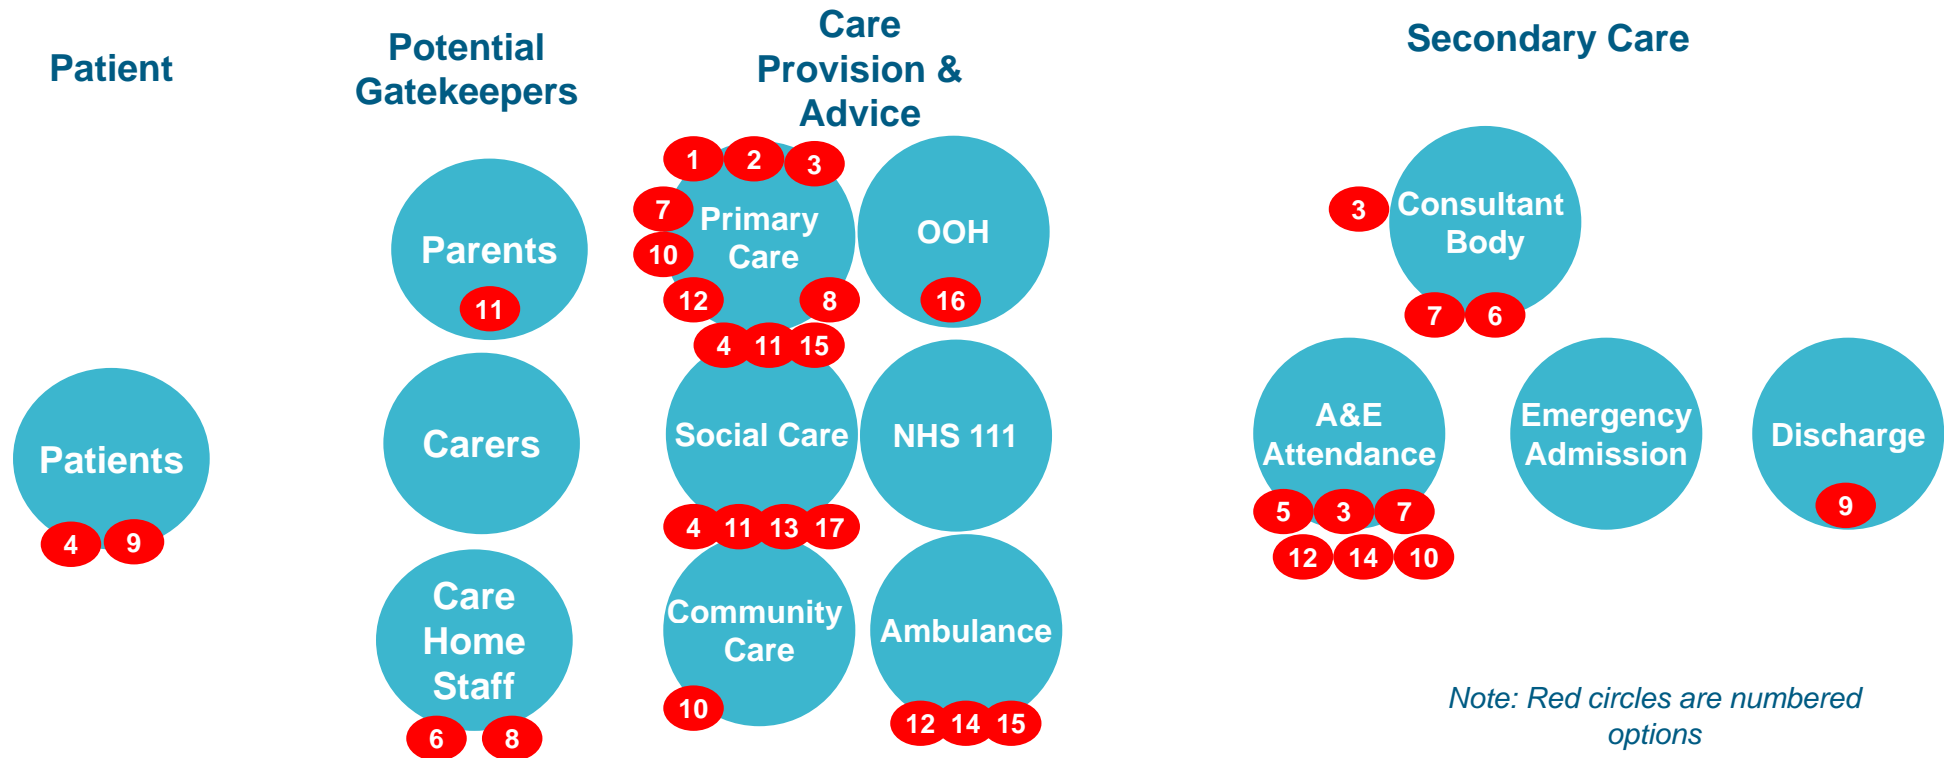 Patient
Potential
Gatekeepers
Care
Provision &
Advice
Secondary Care
Patients
4 9
Parents
11
Carers
Care
Home
Staff
6 8
1 2 3
7
10
12
8
Primary
Care
4 11 15
OOH
16
Social Care
4 11 13 17
NHS 111
Community
Care
10
Ambulance
12 14 15
3
Consultant
Body
7 6
A&E
Attendance
5 3 7
12 14 10
Emergency
Admission
Discharge
9
Note: Red circles are numbered
options